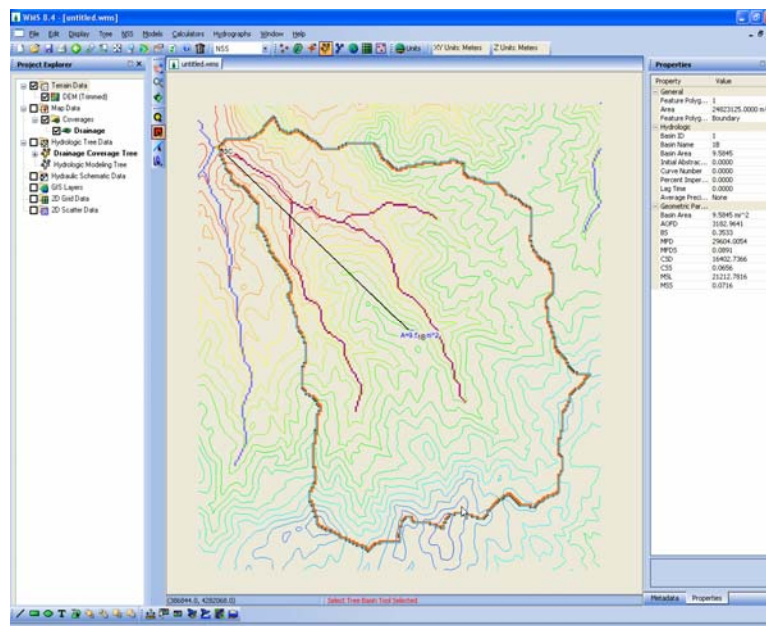 WMS 8.4 - [untitled.wms]
File Edit Display Tree NSS Models Calculators Hydrographs Window Help
NSS Units XY Units: Meters Z Units: Meters
Project Explorer
untitled.wms
Properties
Terrain Data
DEM (Trimmed)
Map Data
Coverages
Drainage
Hydrologic Tree Data
Drainage Coverage Tree
Hydrologic Modeling Tree
Hydraulic Schematic Data
GIS Layers
2D Grid Data
2D Scatter Data
Property Value
General
Feature Polyg... 1
Area 24823125.0000 m
Feature Polyg... Boundary
Hydrologic
Basin ID 1
Basin Name 1B
Basin Area 9.5845
Initial Abstrac... 0.0000
Curve Number 0.0000
Percent Imper... 0.0000
Lag Time 0.0000
Average Preci... None
Geometric Par...
Basin Area 9.5845 mi^2
AOFD 3182.9641
BS 0.3533
MFD 29604.0054
MFDS 0.0891
CSD 16402.7366
CSS 0.0656
MSL 21212.7816
MSS 0.0716
(386844.0, 4282068.0) Select Tree Basin Tool Selected
Metadata Properties